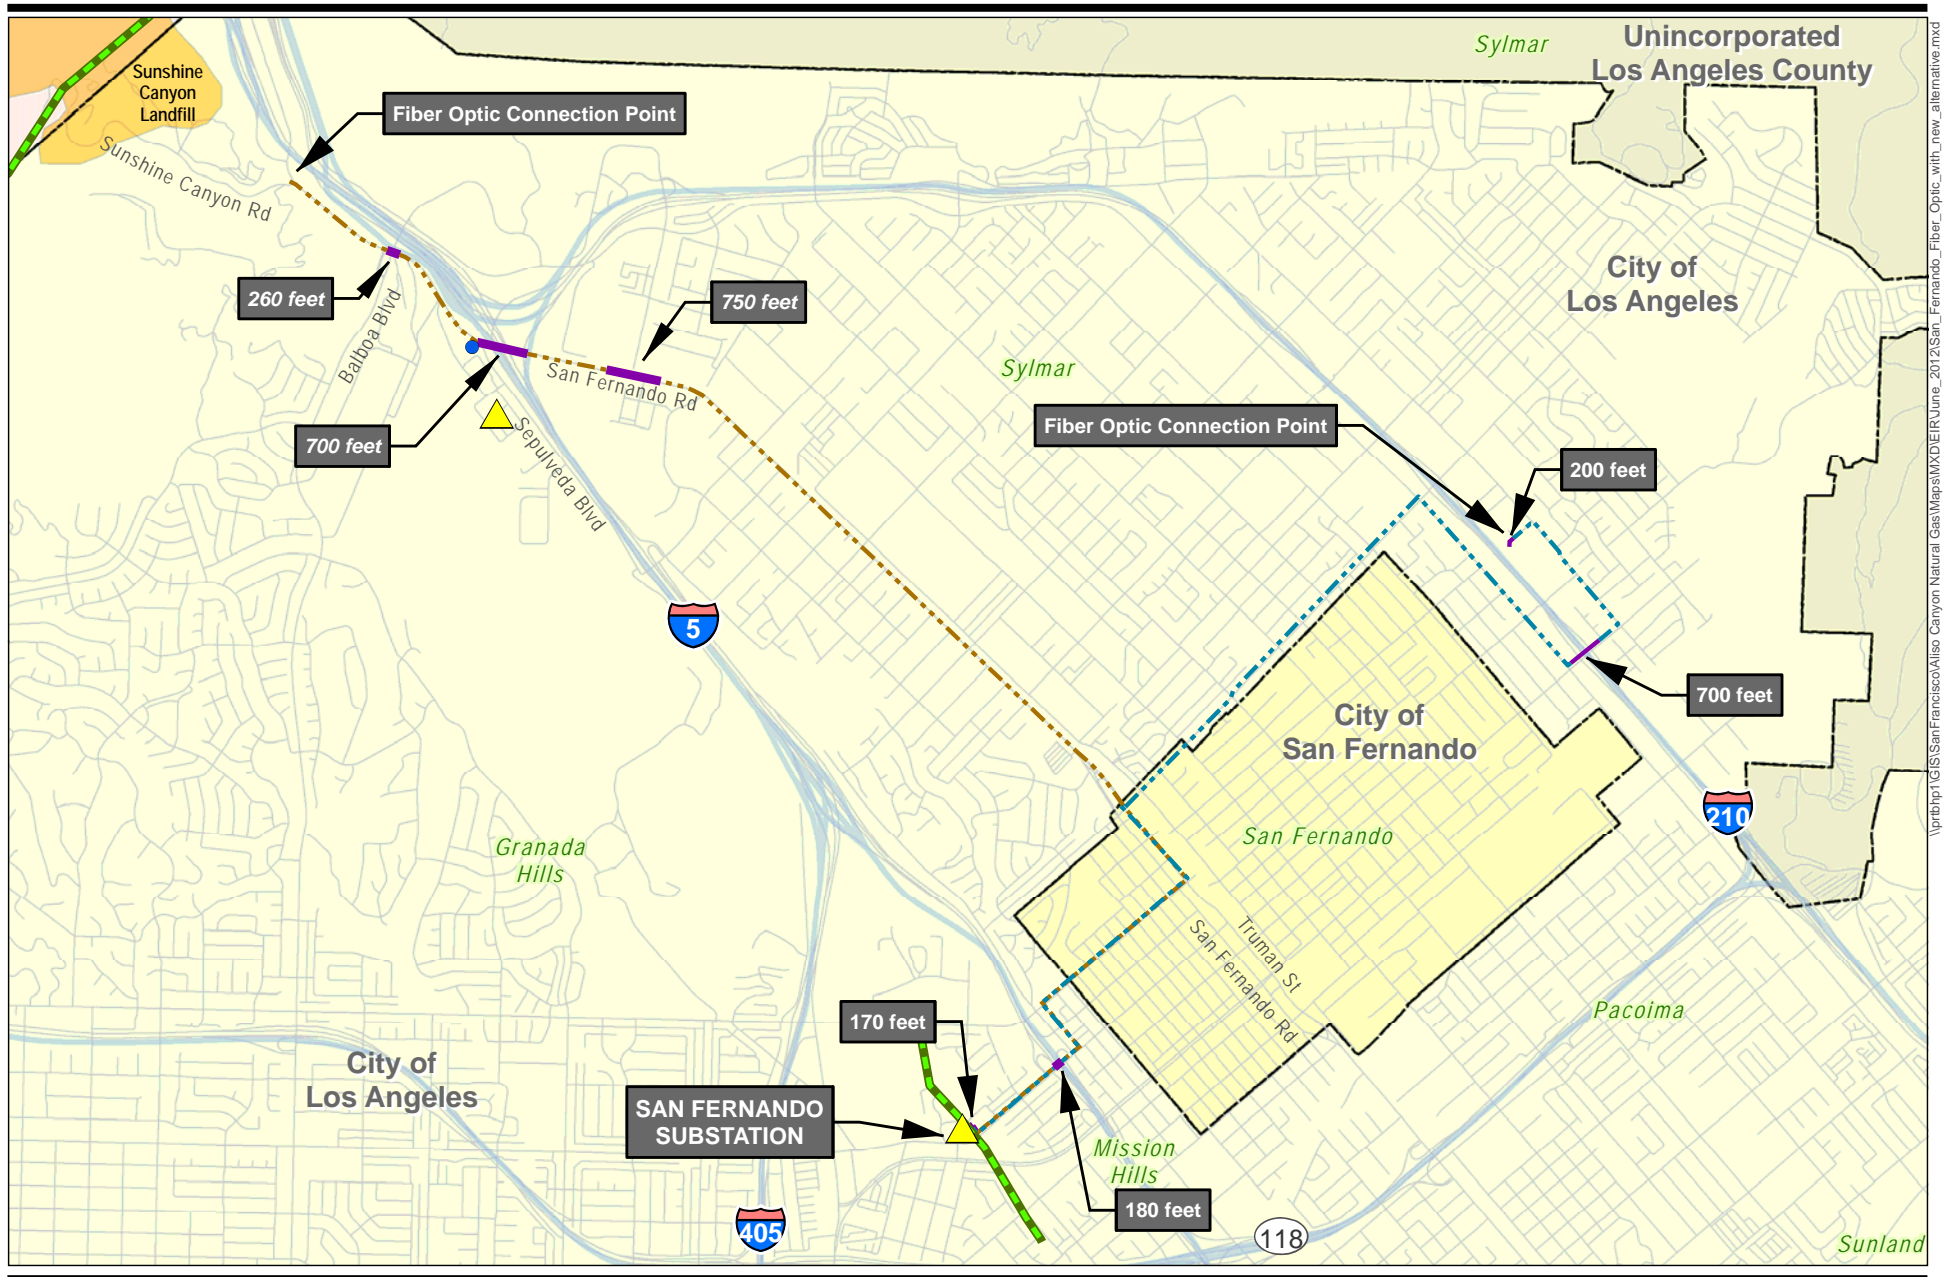 Sylmar
Unincorporated
Los Angeles County
Sunshine
Canyon
Landfill
Fiber Optic Connection Point
Sunshine Canyon Rd
City of
Los Angeles
260 feet
750 feet
Balboa Blvd
San Fernando Rd
Sylmar
700 feet
Sepulveda Blvd
Fiber Optic Connection Point
200 feet
5
700 feet
City of
San Fernando
210
San Fernando
Granada
Hills
Truman St
San Fernando Rd
Pacoima
170 feet
City of
Los Angeles
SAN FERNANDO
SUBSTATION
Mission
Hills
180 feet
405
118
Sunland
\\prtbhp1\GIS\SanFrancisco\Aliso Canyon Natural Gas\Maps\MXD\EIR\June_2012\San_Fernando_Fiber_Optic_with_new_alternative.mxd